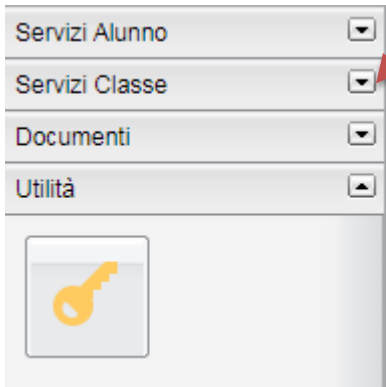 Servizi Alunno
Servizi Classe
Documenti
Utilità